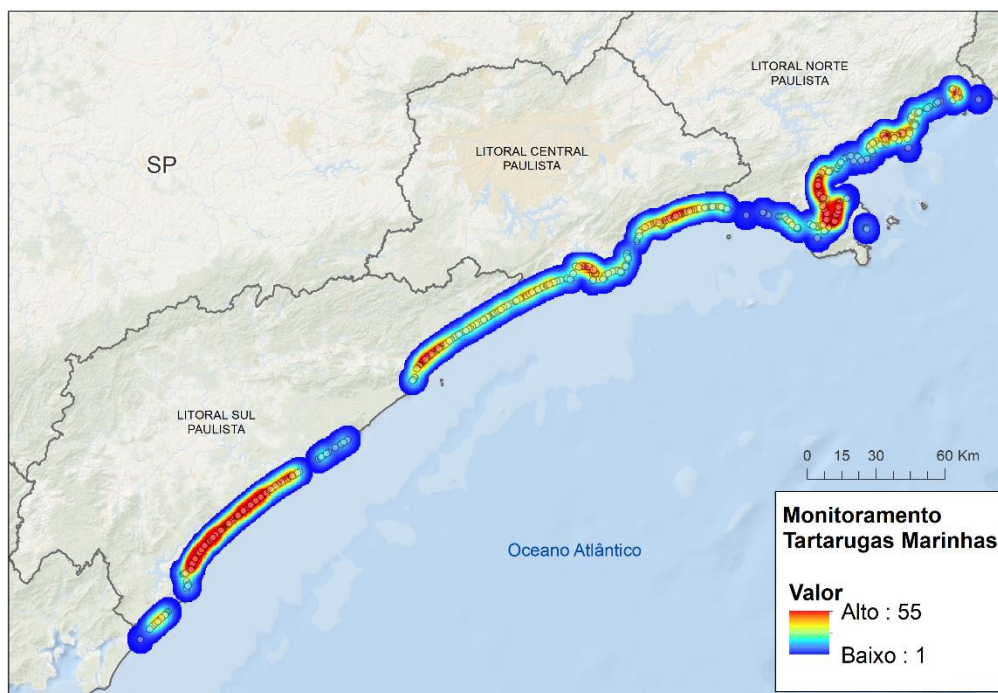 LITORAL NORTE
PAULISTA
LITORAL CENTRAL
PAULISTA
SP
LITORAL SUL
PAULISTA
0 15 30 60 Km
Oceano Atlântico
Monitoramento
Tartarugas Marinhas
Valor
Alto : 55
Baixo : 1